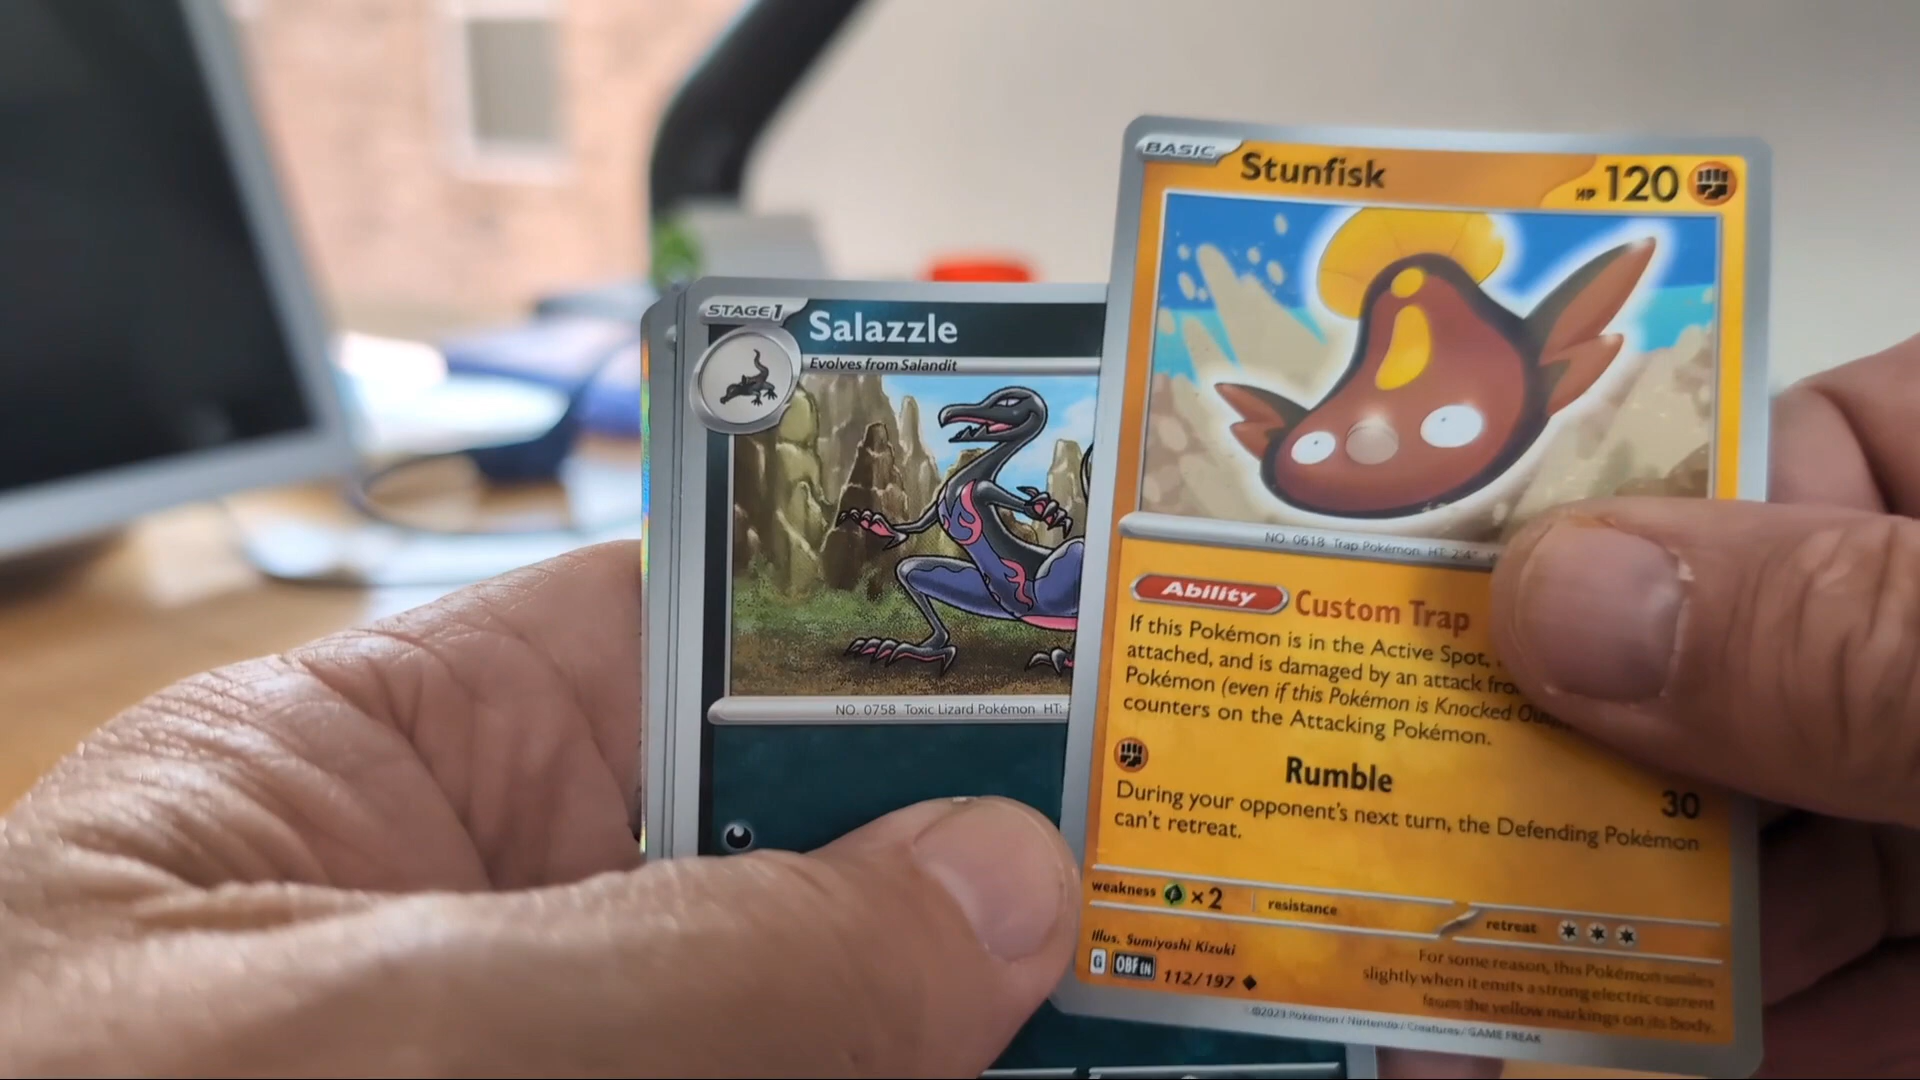 STAGE1
Salazzle
Evolves from Salandit
NO. 0758 Toxic Lizard Pokémon HT:
BASIC
Stunfisk
HP 120
NO. 0618 Trap Pokémon HT: 2'4"
Ability Custom Trap
If this Pokémon is in the Active Spot,
attached, and is damaged by an attack fro
Pokémon (even if this Pokémon is Knocked
counters on the Attacking Pokémon.
Rumble 30
During your opponent's next turn, the Defending Pokémon
can't retreat.
weakness ×2 resistance retreat
Illus. Sumiyoshi Kizuki
G OBF EN 112/197
For some reason, this Pokémon smiles
slightly when it emits a strong electric current
from the yellow markings on its body.
©2023 Pokémon / Nintendo / Creatures / GAME FREAK